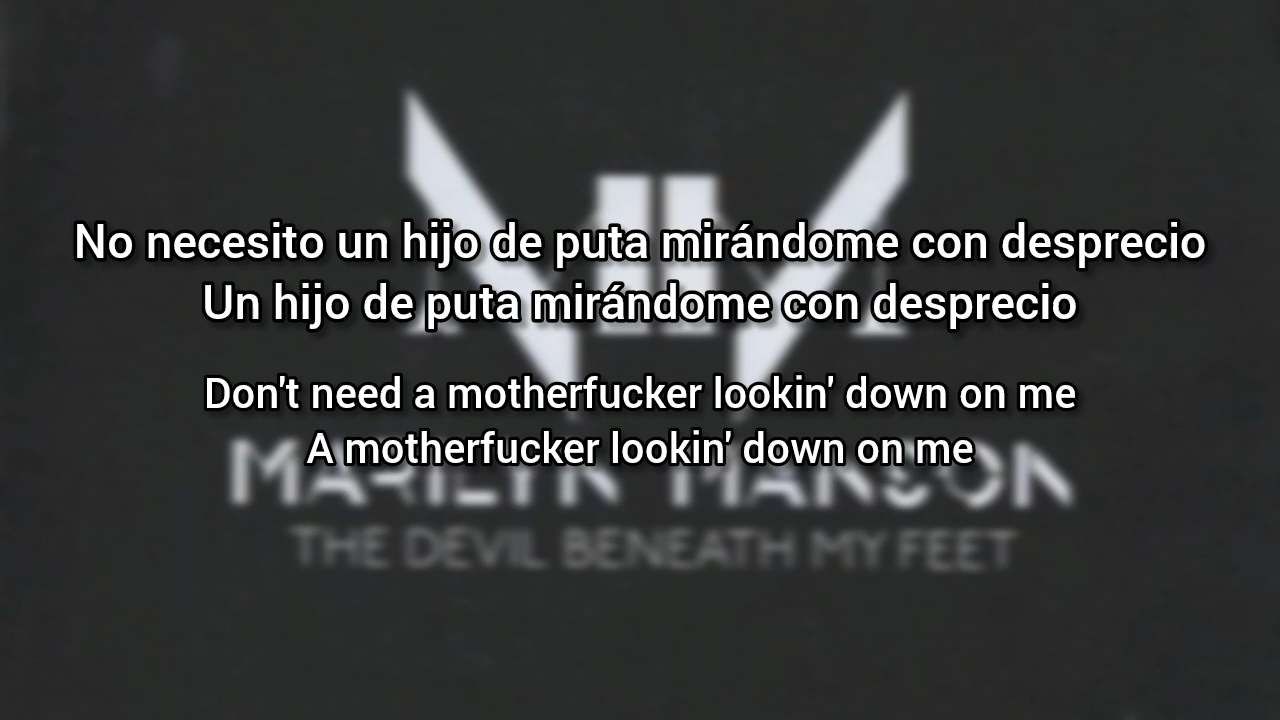 No necesito un hijo de puta mirándome con desprecio
Un hijo de puta mirándome con desprecio
Don't need a motherfucker lookin' down on me
A motherfucker lookin' down on me
MARILYN MANSON
THE DEVIL BENEATH MY FEET